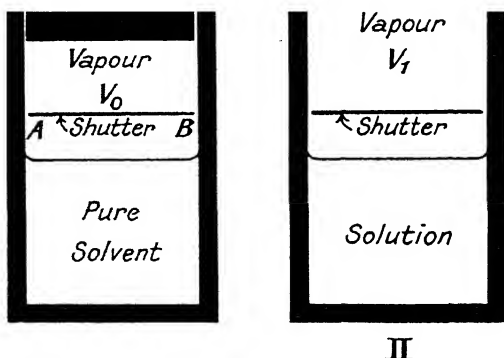 Vapour
V₀
A Shutter B
Pure
Solvent
Vapour
V₁
Shutter
Solution
II